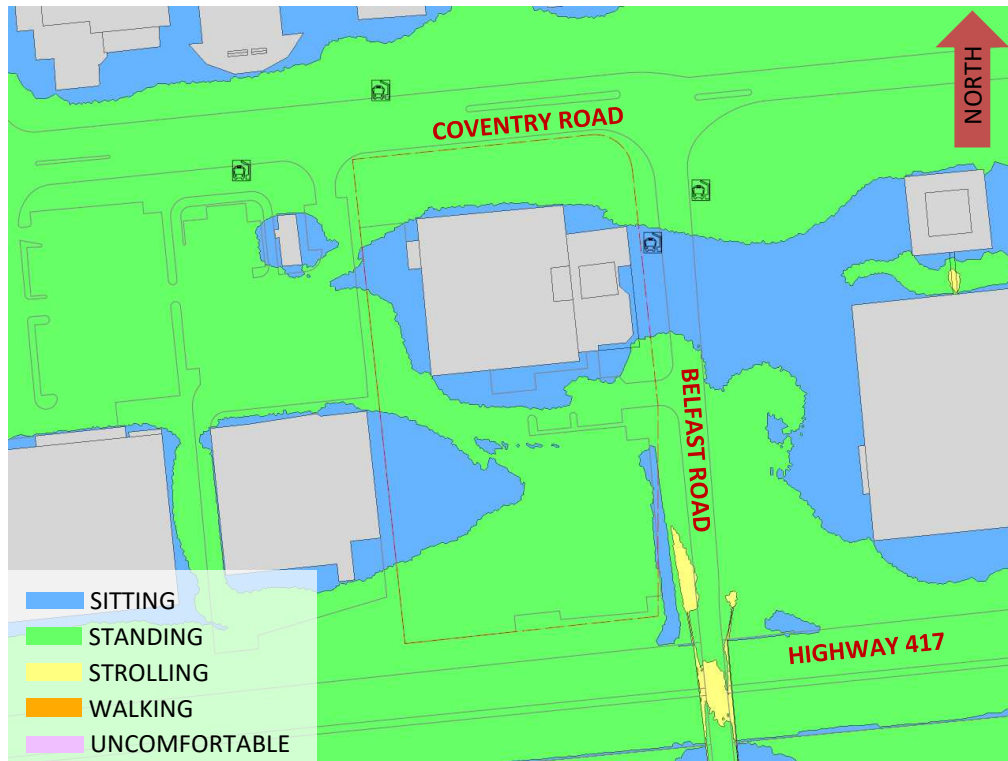 NORTH
COVENTRY ROAD
BELFAST ROAD
HIGHWAY 417
SITTING
STANDING
STROLLING
WALKING
UNCOMFORTABLE